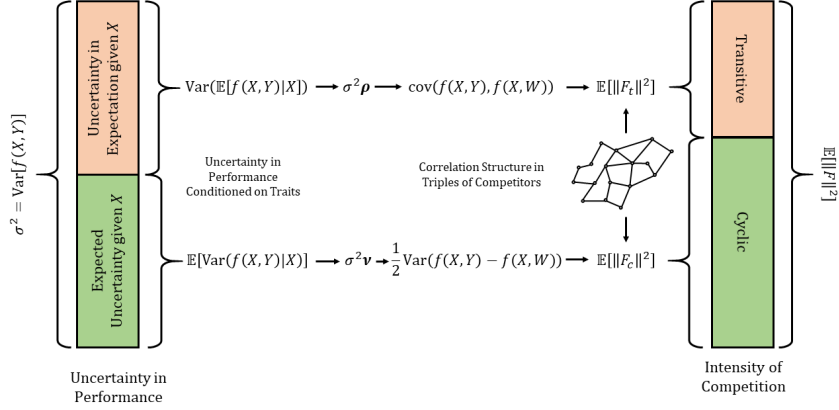 σ² = Var[f(X,Y)]
Uncertainty in
Expectation given X
Expected
Uncertainty given X
Uncertainty in
Performance
Var(𝔼[f(X,Y)|X]) → σ²ρ → cov(f(X,Y), f(X,W)) → 𝔼[‖F_t‖²]
Uncertainty in
Performance
Conditioned on Traits
Correlation Structure in
Triples of Competitors
𝔼[Var(f(X,Y)|X)] → σ²ν → 1/2 Var(f(X,Y) − f(X,W)) → 𝔼[‖F_c‖²]
Transitive
Cyclic
Intensity of
Competition
𝔼[‖F‖²]